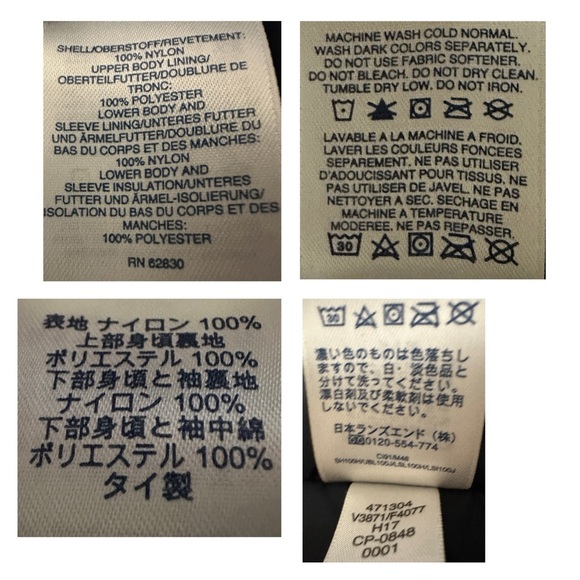 SHELL/OBERSTOFF/REVETEMENT:
100% NYLON
UPPER BODY LINING/
OBERTEILFUTTER/DOUBLURE DE
TRONC:
100% POLYESTER
LOWER BODY AND
SLEEVE LINING/UNTERES FUTTER
UND ÄRMELFUTTER/DOUBLURE DU
BAS DU CORPS ET DES MANCHES:
100% NYLON
LOWER BODY AND
SLEEVE INSULATION/UNTERES
FUTTER UND ÄRMEL-ISOLIERUNG/
ISOLATION DU BAS DU CORPS ET DES
MANCHES:
100% POLYESTER
RN 62830
MACHINE WASH COLD NORMAL.
WASH DARK COLORS SEPARATELY.
DO NOT USE FABRIC SOFTENER.
DO NOT BLEACH. DO NOT DRY CLEAN.
TUMBLE DRY LOW. DO NOT IRON.
LAVABLE A LA MACHINE A FROID.
LAVER LES COULEURS FONCEES
SEPAREMENT. NE PAS UTILISER
D'ADOUCISSANT POUR TISSUS. NE
PAS UTILISER DE JAVEL. NE PAS
NETTOYER A SEC. SECHAGE EN
MACHINE A TEMPERATURE
MODEREE. NE PAS REPASSER.
30
表地 ナイロン 100%
上部身頃裏地
ポリエステル 100%
下部身頃と袖裏地
ナイロン 100%
下部身頃と袖中綿
ポリエステル 100%
タイ製
30
濃い色のものは色落ちし
ますので、白・淡色品と
分けて洗ってください。
漂白剤及び柔軟剤は使用
しないでください。
日本ランズエンド（株）
0120-554-774
471304
V3871/F4077
H17
CP-0848
0001